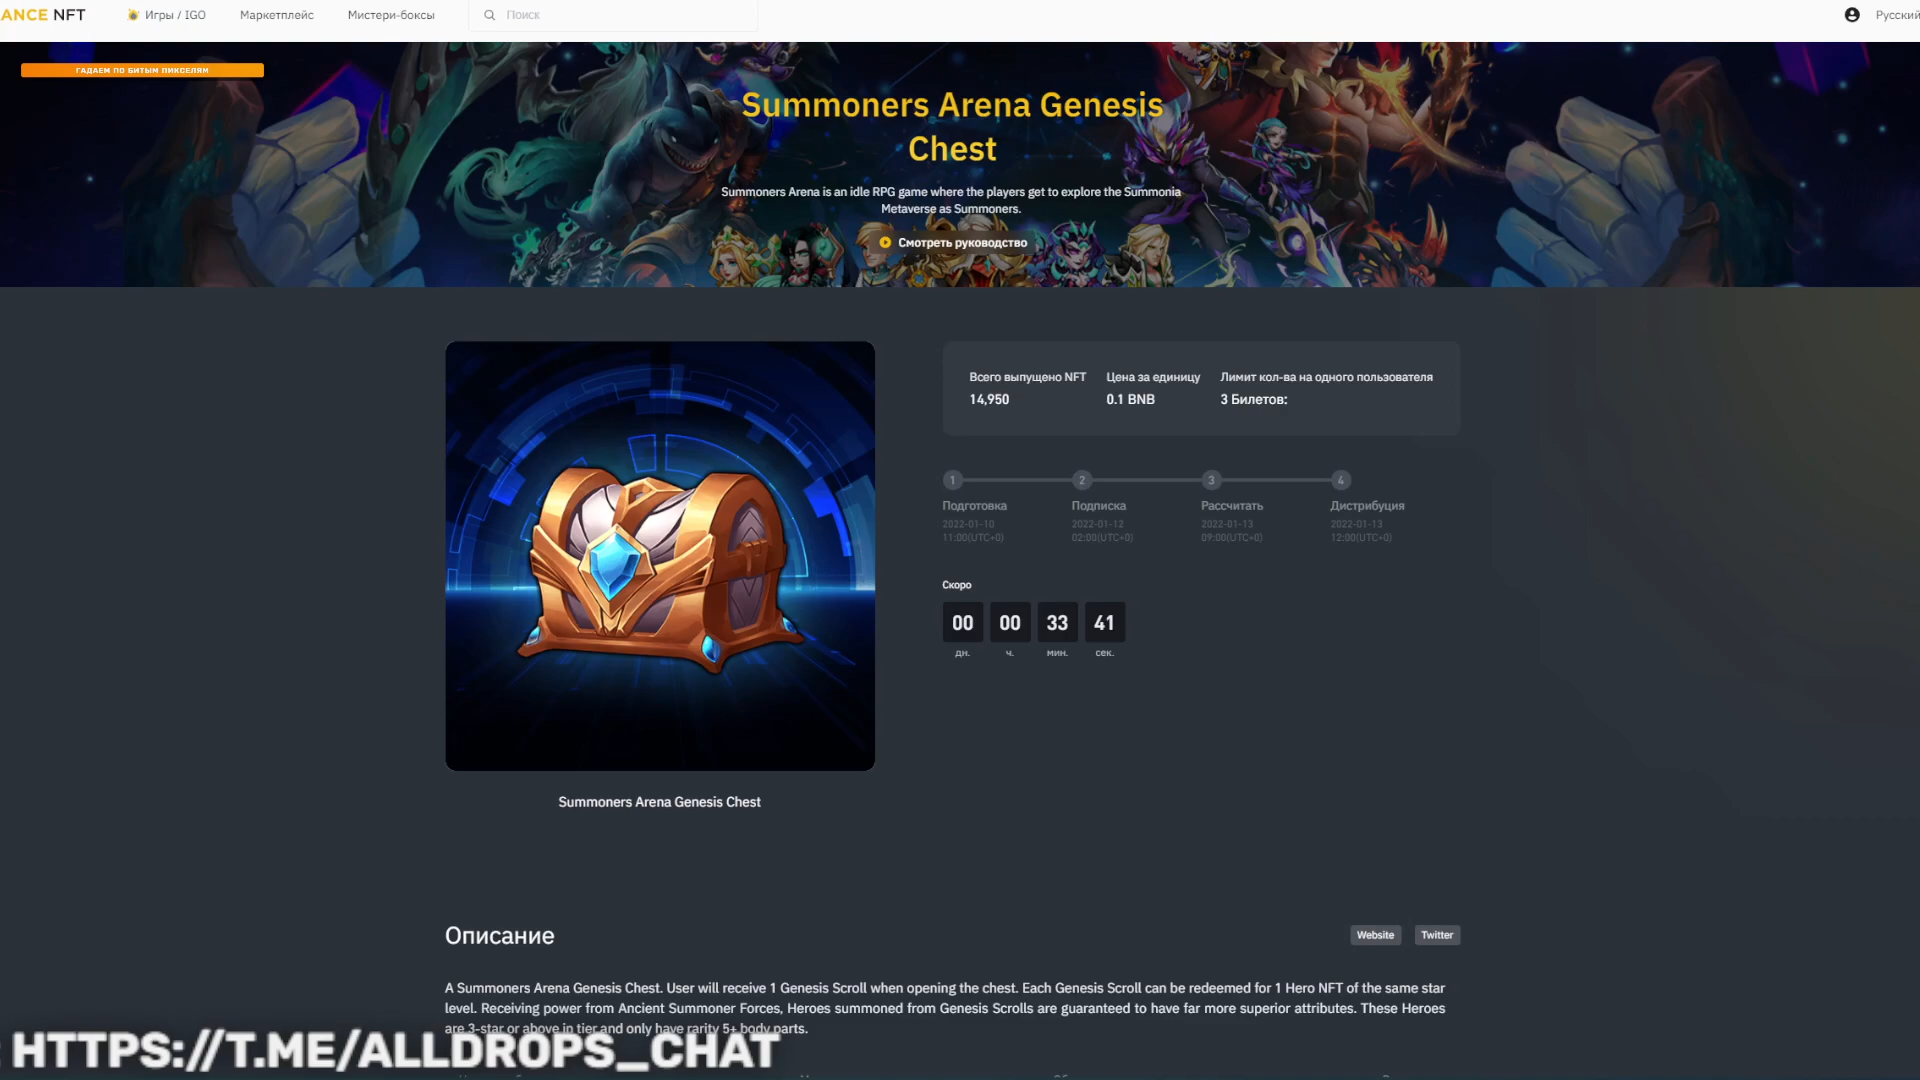 ANCE NFT
Игры / IGO
Маркетплейс
Мистери-боксы
Поиск
Русский
ГАДАЕМ ПО БИТЫМ ПИКСЕЛЯМ
Summoners Arena Genesis
Chest
Summoners Arena is an idle RPG game where the players get to explore the Summonia
Metaverse as Summoners.
Смотреть руководство
Всего выпущено NFT
14,950
Цена за единицу
0.1 BNB
Лимит кол-ва на одного пользователя
3 Билетов:
1
Подготовка
2022-01-10
11:00(UTC+0)
2
Подписка
2022-01-12
02:00(UTC+0)
3
Рассчитать
2022-01-13
09:00(UTC+0)
4
Дистрибуция
2022-01-13
12:00(UTC+0)
Скоро
00 00 33 41
дн. ч. мин. сек.
Summoners Arena Genesis Chest
Описание
Website
Twitter
A Summoners Arena Genesis Chest. User will receive 1 Genesis Scroll when opening the chest. Each Genesis Scroll can be redeemed for 1 Hero NFT of the same star
level. Receiving power from Ancient Summoner Forces, Heroes summoned from Genesis Scrolls are guaranteed to have far more superior attributes. These Heroes
are 3-star or above in tier and only have rarity 5+ body parts.
HTTPS://T.ME/ALLDROPS_CHAT